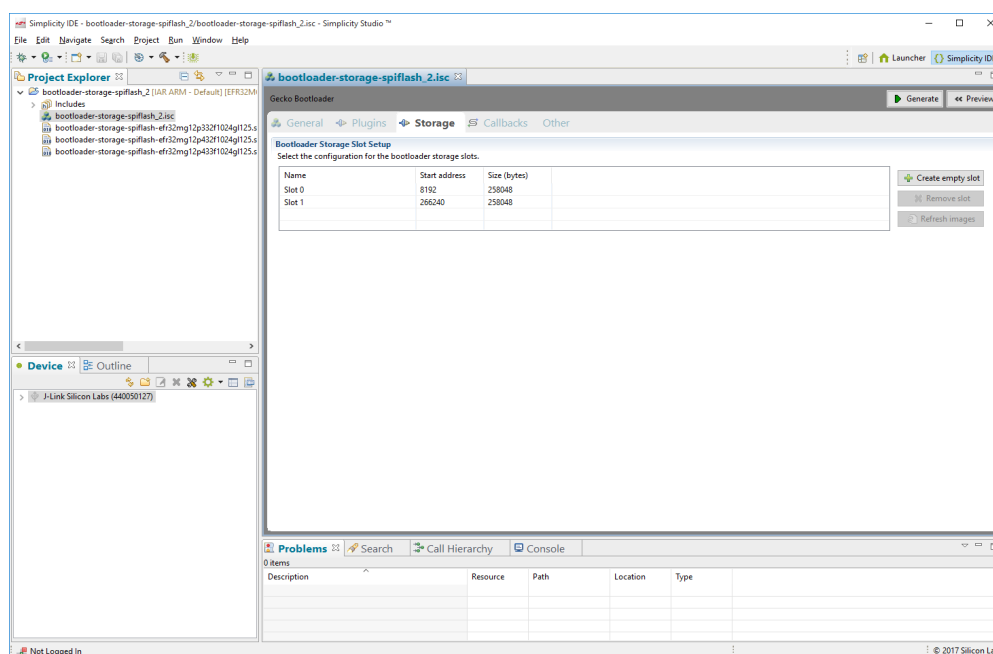 Simplicity IDE - bootloader-storage-spiflash_2/bootloader-storage-spiflash_2.isc - Simplicity Studio ™
File Edit Navigate Search Project Run Window Help
Launcher {} Simplicity ID
Project Explorer
bootloader-storage-spiflash_2 [IAR ARM - Default] [EFR32M
Includes
bootloader-storage-spiflash_2.isc
bootloader-storage-spiflash-efr32mg12p332f1024gl125.s
bootloader-storage-spiflash-efr32mg12p432f1024gl125.s
bootloader-storage-spiflash-efr32mg12p433f1024gl125.s
bootloader-storage-spiflash_2.isc
Gecko Bootloader
Generate << Preview
General Plugins Storage Callbacks Other
Bootloader Storage Slot Setup
Select the configuration for the bootloader storage slots.
Name Start address Size (bytes)
Slot 0 8192 258048
Slot 1 266240 258048
Create empty slot
Remove slot
Refresh images
Device Outline
J-Link Silicon Labs (440050127)
Problems Search Call Hierarchy Console
0 items
Description Resource Path Location Type
Not Logged In
© 2017 Silicon La